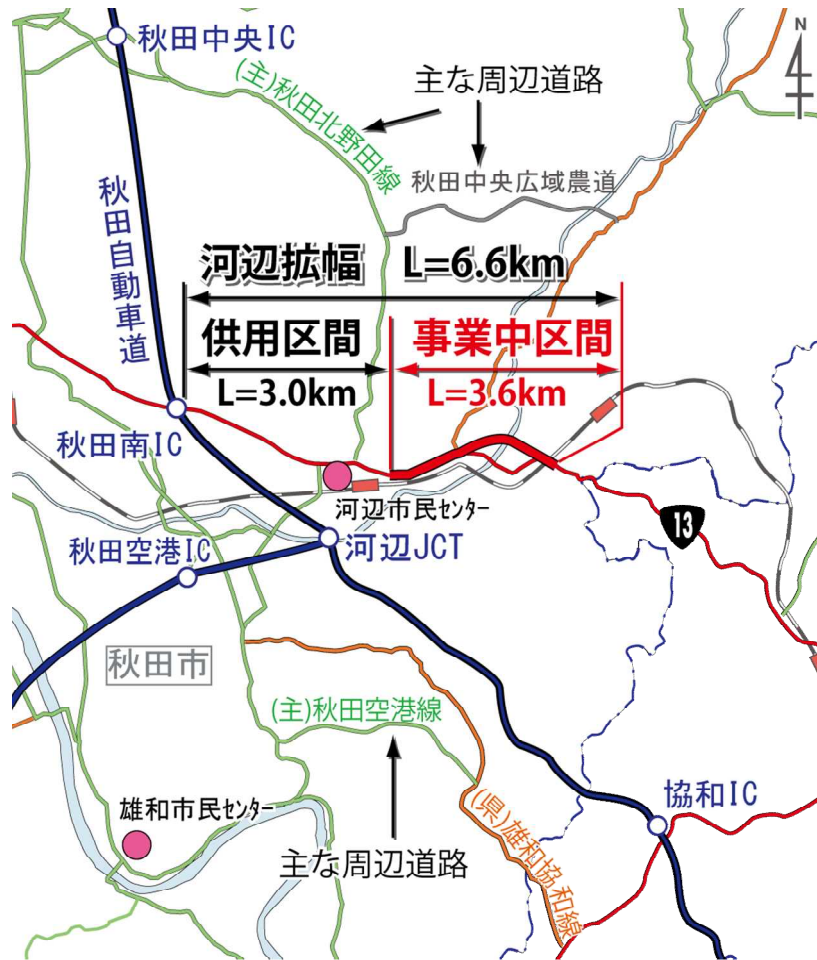 秋田中央IC
N
主な周辺道路
(主)秋田北野田線
秋田中央広域農道
秋田自動車道
河辺拡幅 L=6.6km
供用区間
事業中区間
L=3.0km
L=3.6km
秋田南IC
河辺市民ｾﾝﾀｰ
13
秋田空港IC
河辺JCT
秋田市
(主)秋田空港線
協和IC
雄和市民ｾﾝﾀｰ
主な周辺道路
(県)雄和協和線